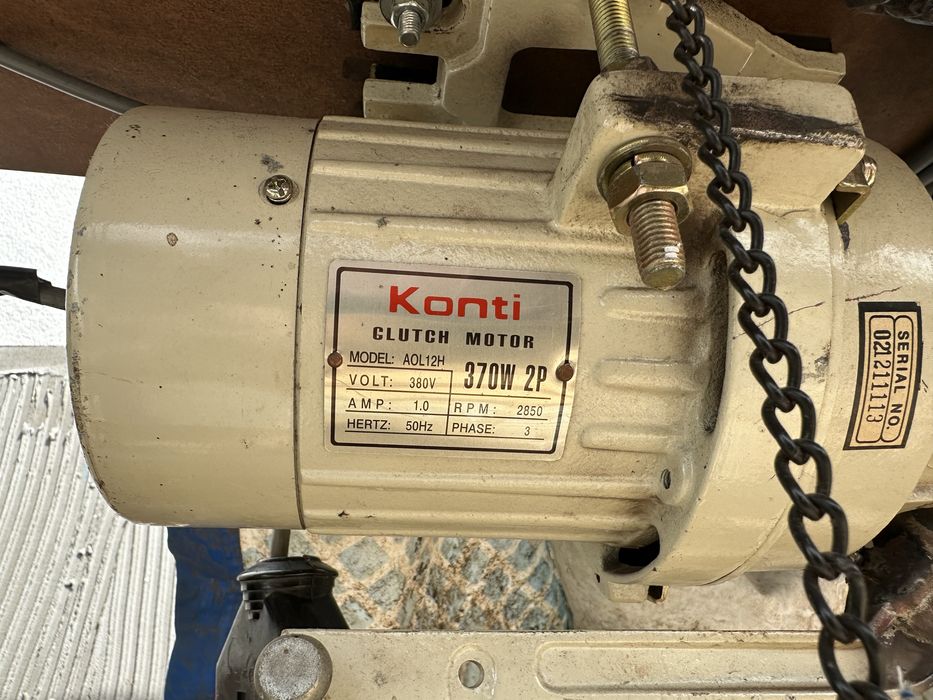 Konti
CLUTCH MOTOR
MODEL: AOL12H
370W 2P
VOLT: 380V
AMP: 1.0
RPM: 2850
HERTZ: 50Hz
PHASE: 3
SERIAL NO.
021211113